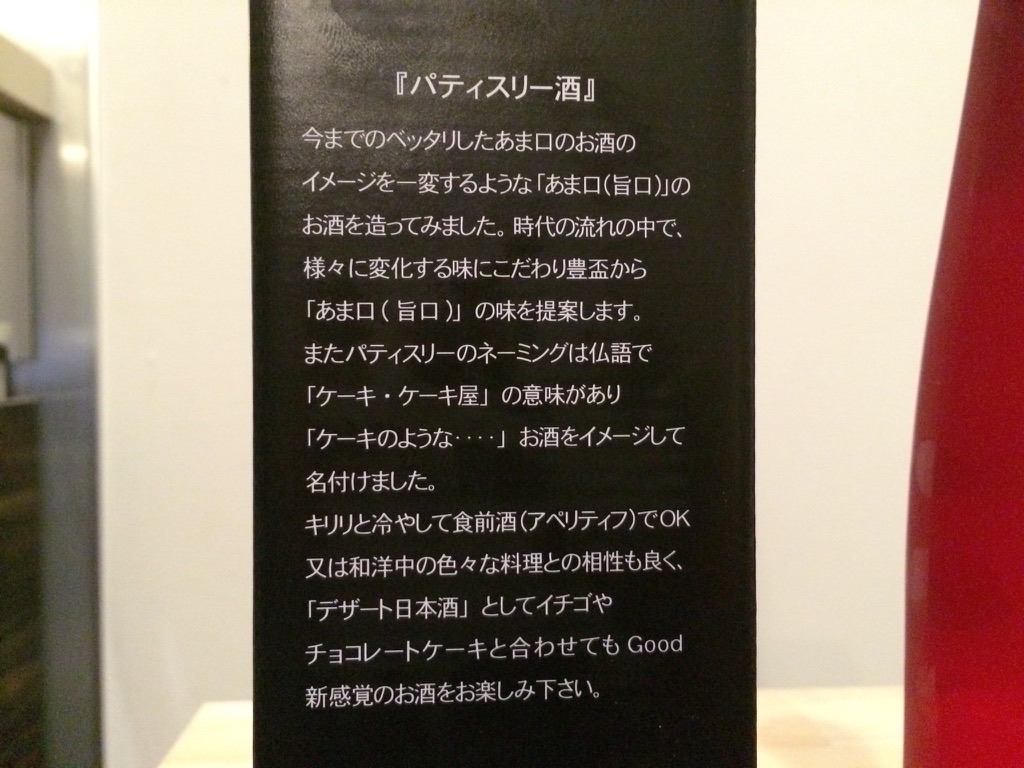 『パティスリー酒』
今までのベッタリしたあま口のお酒の
イメージを一変するような「あま口(旨口)」の
お酒を造ってみました。時代の流れの中で、
様々に変化する味にこだわり豊盃から
「あま口 ( 旨口 )」 の味を提案します。
またパティスリーのネーミングは仏語で
「ケーキ・ケーキ屋」 の意味があり
「ケーキのような‥‥」 お酒をイメージして
名付けました。
キリリと冷やして食前酒(アペリティフ)でOK
又は和洋中の色々な料理との相性も良く、
「デザート日本酒」 としてイチゴや
チョコレートケーキと合わせても Good
新感覚のお酒をお楽しみ下さい。